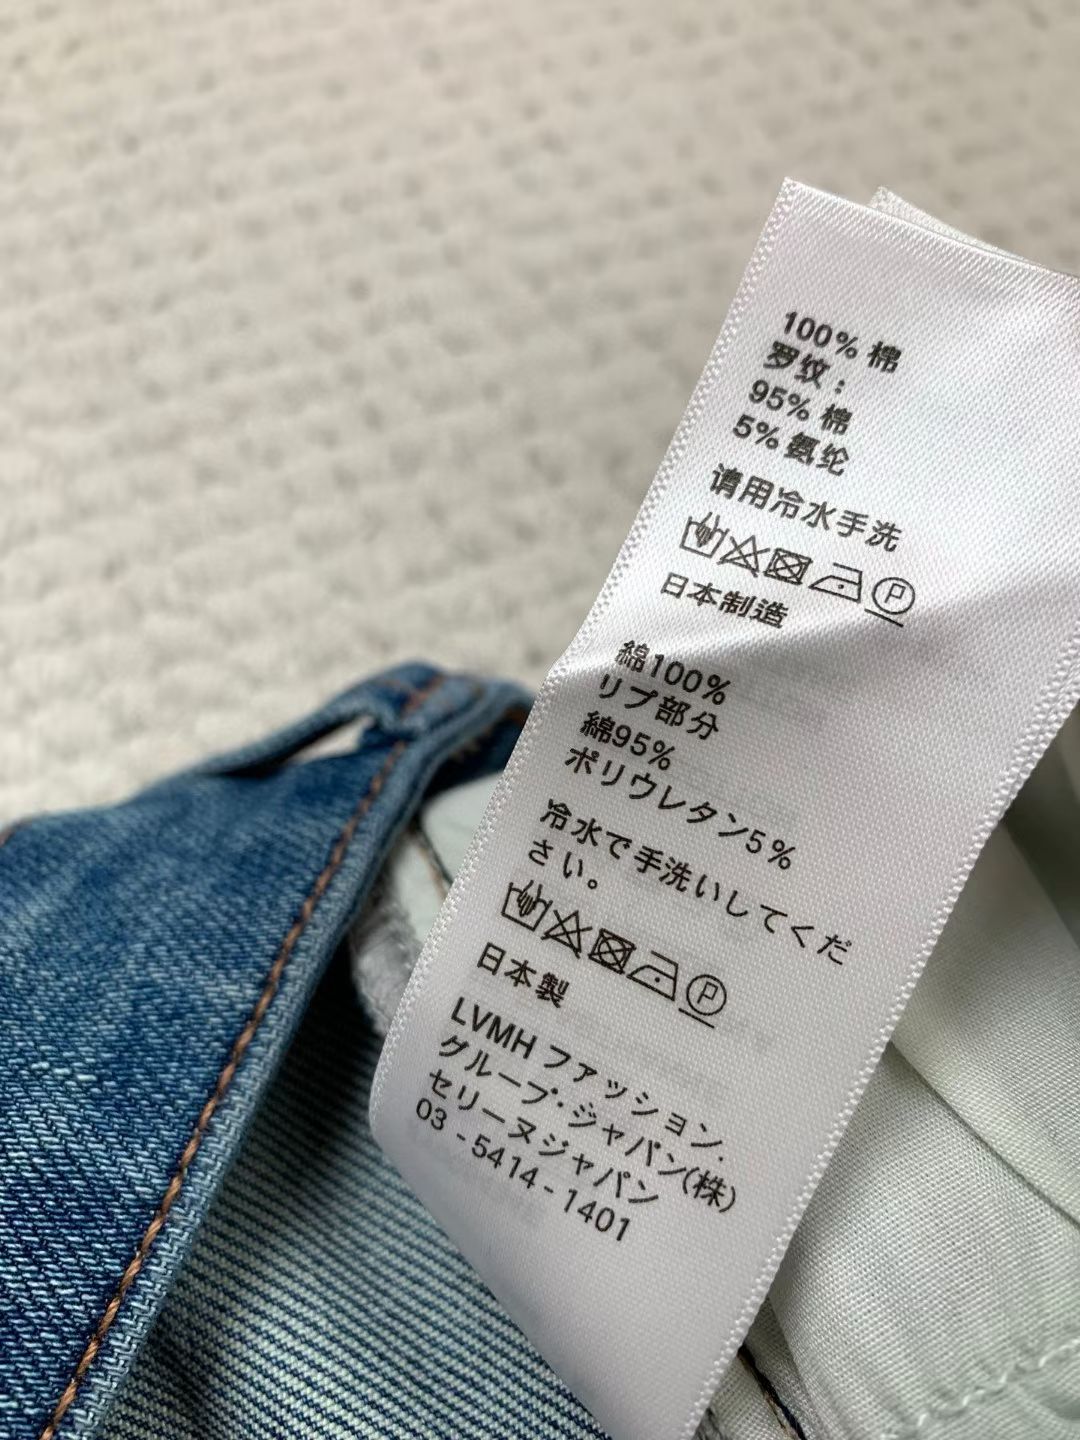 100% 棉
罗纹：
95% 棉
5% 氨纶
请用冷水手洗
P
日本制造
綿100%
リブ部分
綿95%
ポリウレタン5%
冷水で手洗いしてくだ
さい。
P
日本製
LVMH ファッション.
グループ・ジャパン(株)
セリーヌジャパン
03 - 5414 - 1401